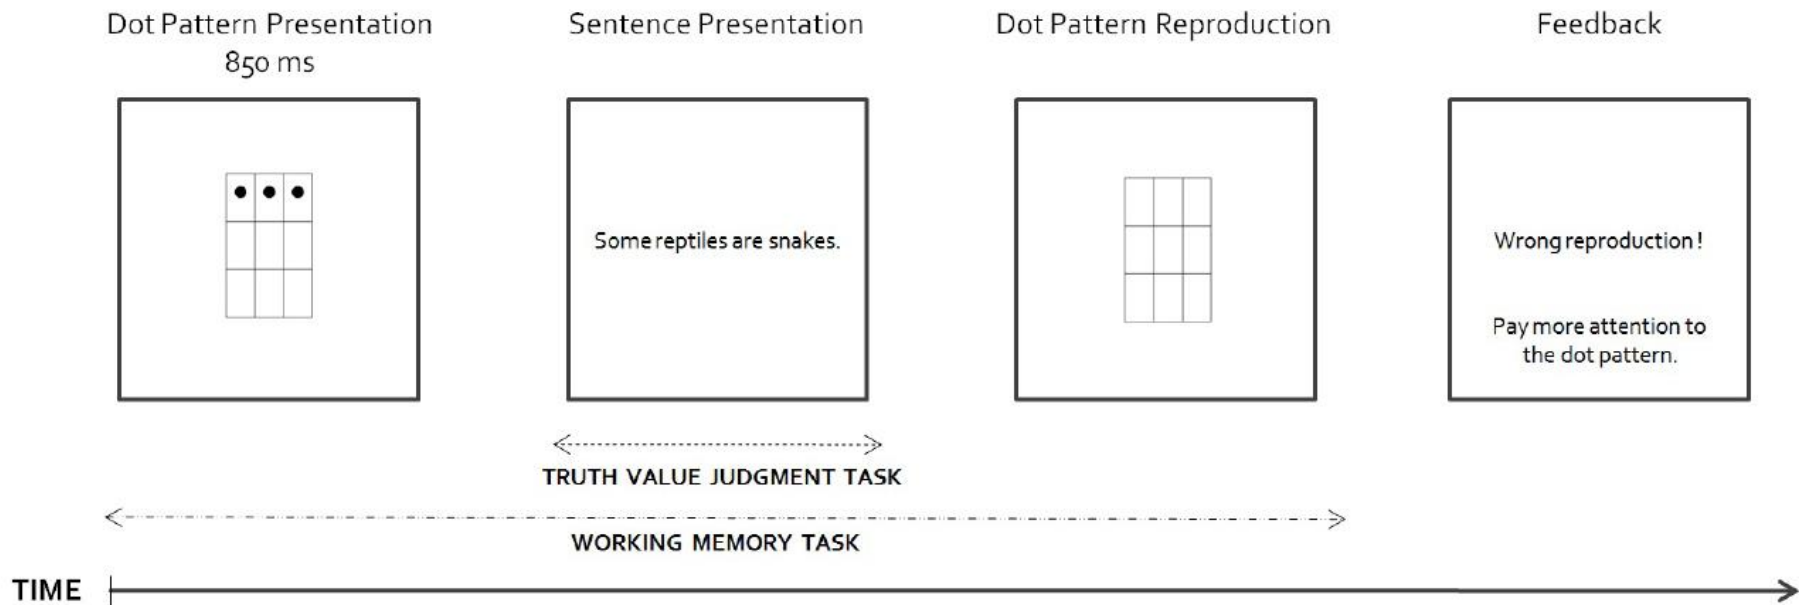 Dot Pattern Presentation
850 ms
Sentence Presentation
Dot Pattern Reproduction
Feedback
Some reptiles are snakes.
Wrong reproduction!
Pay more attention to
the dot pattern.
TRUTH VALUE JUDGMENT TASK
WORKING MEMORY TASK
TIME